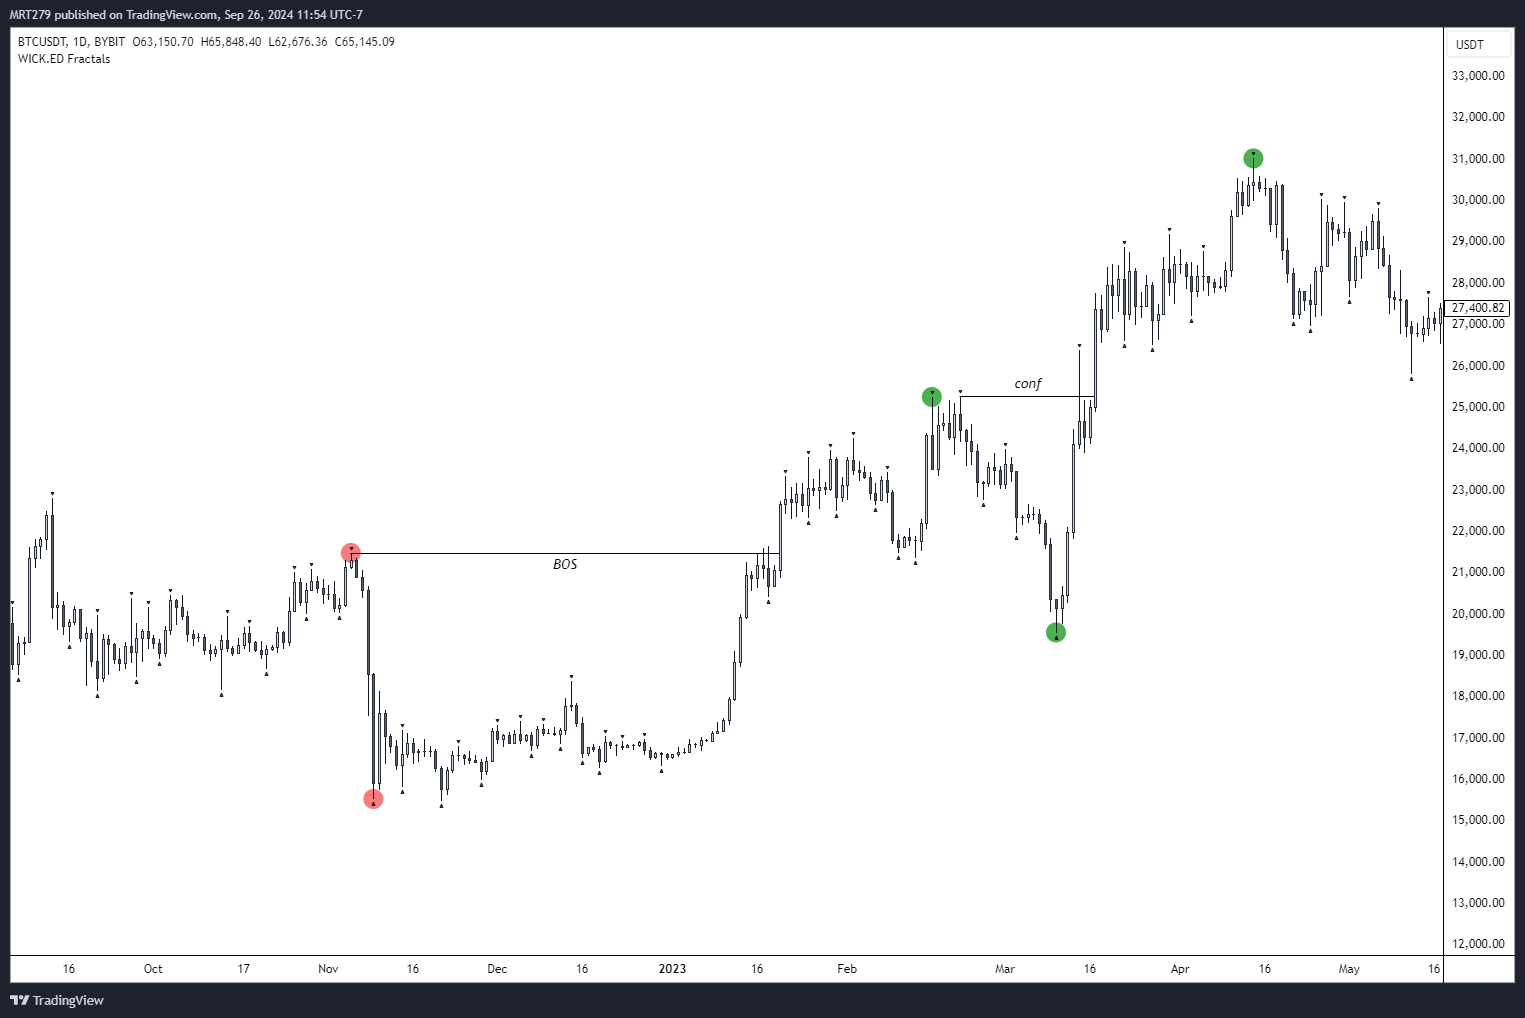 MRT279 published on TradingView.com, Sep 26, 2024 11:54 UTC-7
BTCUSDT, 1D, BYBIT O63,150.70 H65,848.40 L62,676.36 C65,145.09
WICK.ED Fractals
USDT
33,000.00
32,000.00
31,000.00
30,000.00
29,000.00
28,000.00
27,400.82
27,000.00
26,000.00
conf
25,000.00
24,000.00
23,000.00
22,000.00
BOS
21,000.00
20,000.00
19,000.00
18,000.00
17,000.00
16,000.00
15,000.00
14,000.00
13,000.00
12,000.00
16 Oct 17 Nov 16 Dec 16 2023 16 Feb Mar 16 Apr 16 May 16
TradingView